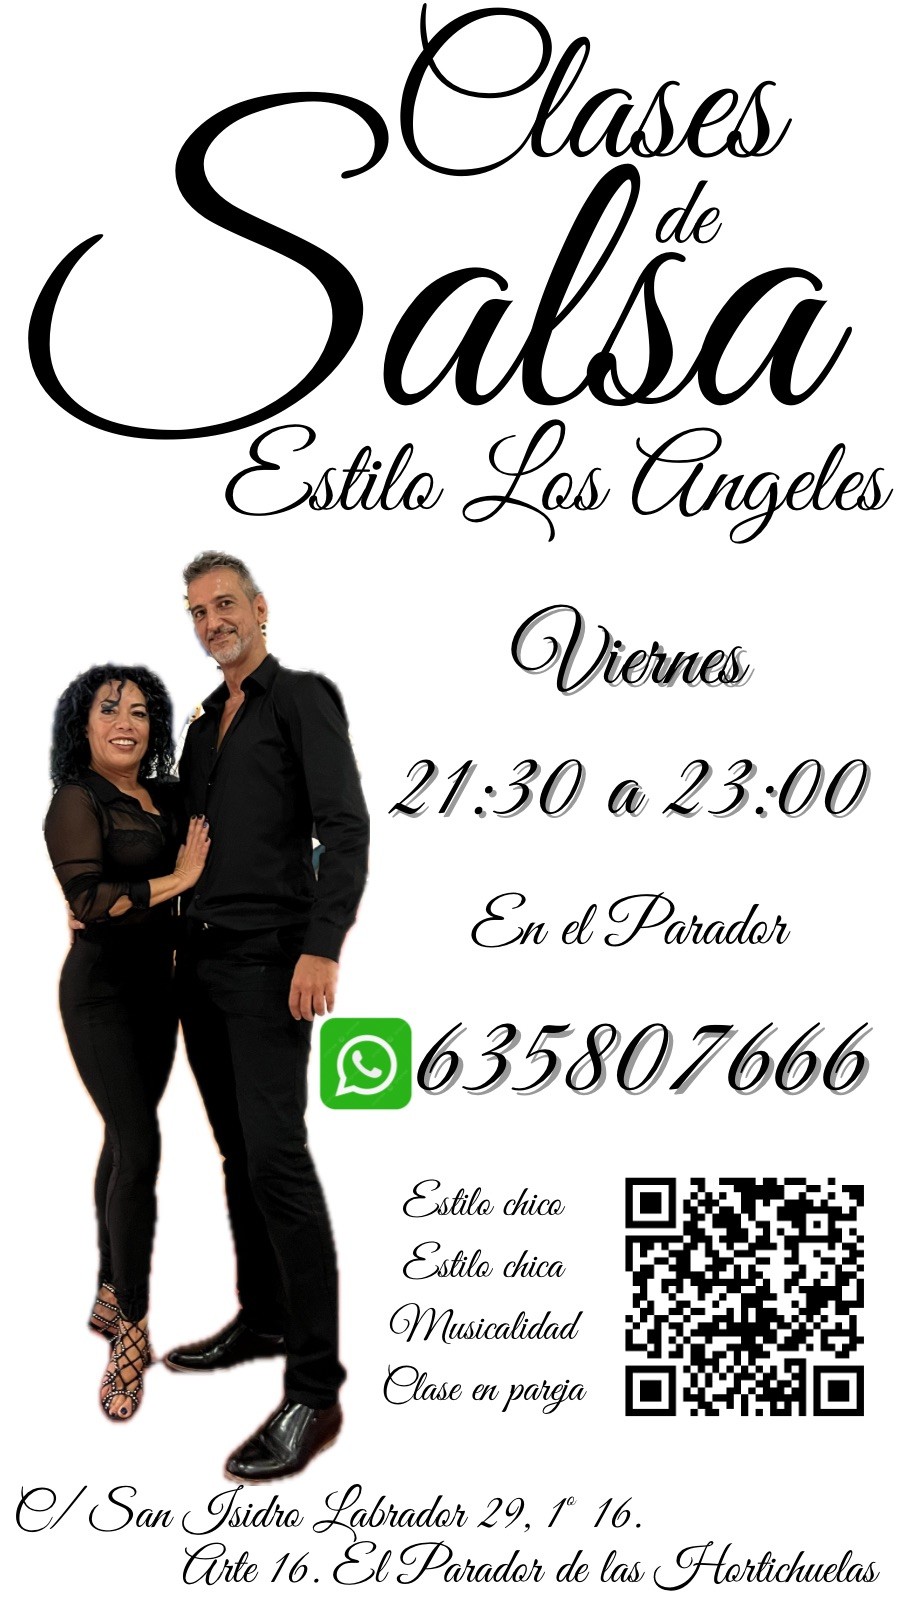 Clases
de
Salsa
Estilo Los Angeles
Viernes
21:30 a 23:00
En el Parador
635807666
Estilo chico
Estilo chica
Musicalidad
Clase en pareja
C/ San Isidro Labrador 29, 1º 16.
Arte 16. El Parador de las Hortichuelas